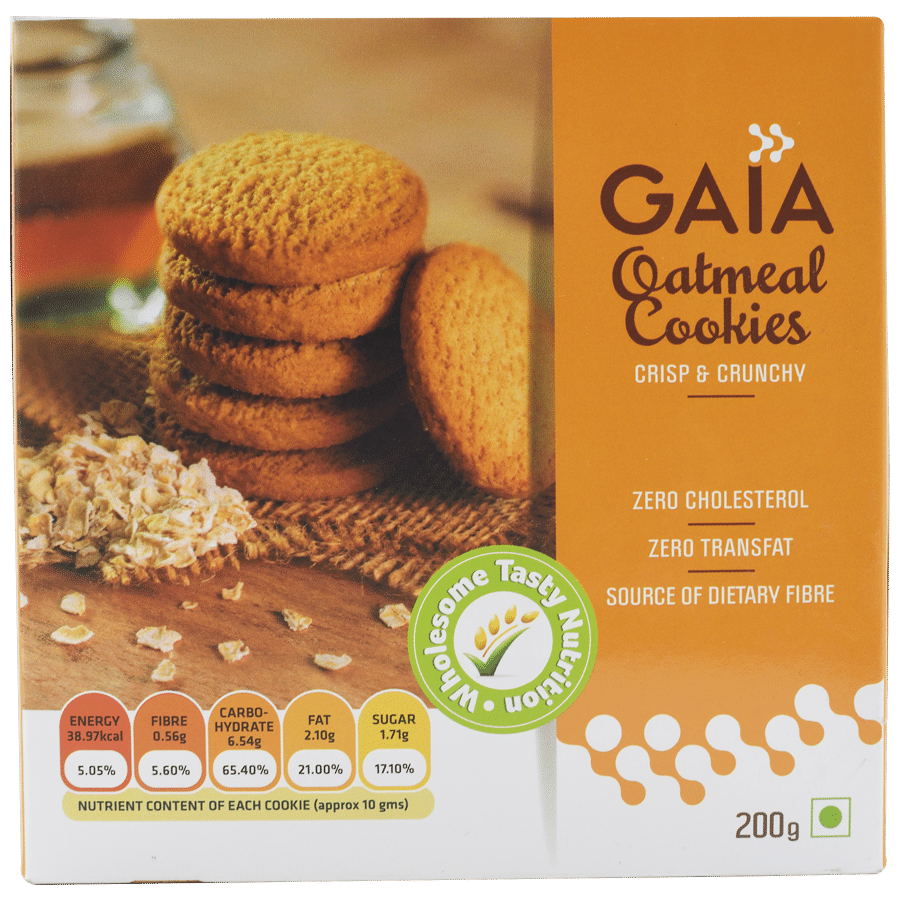 GAIA
Oatmeal
Cookies
CRISP & CRUNCHY
ZERO CHOLESTEROL
ZERO TRANSFAT
SOURCE OF DIETARY FIBRE
Wholesome Tasty Nutrition •
ENERGY
38.97kcal
5.05%
FIBRE
0.56g
5.60%
CARBO-
HYDRATE
6.54g
65.40%
FAT
2.10g
21.00%
SUGAR
1.71g
17.10%
NUTRIENT CONTENT OF EACH COOKIE (approx 10 gms)
200g